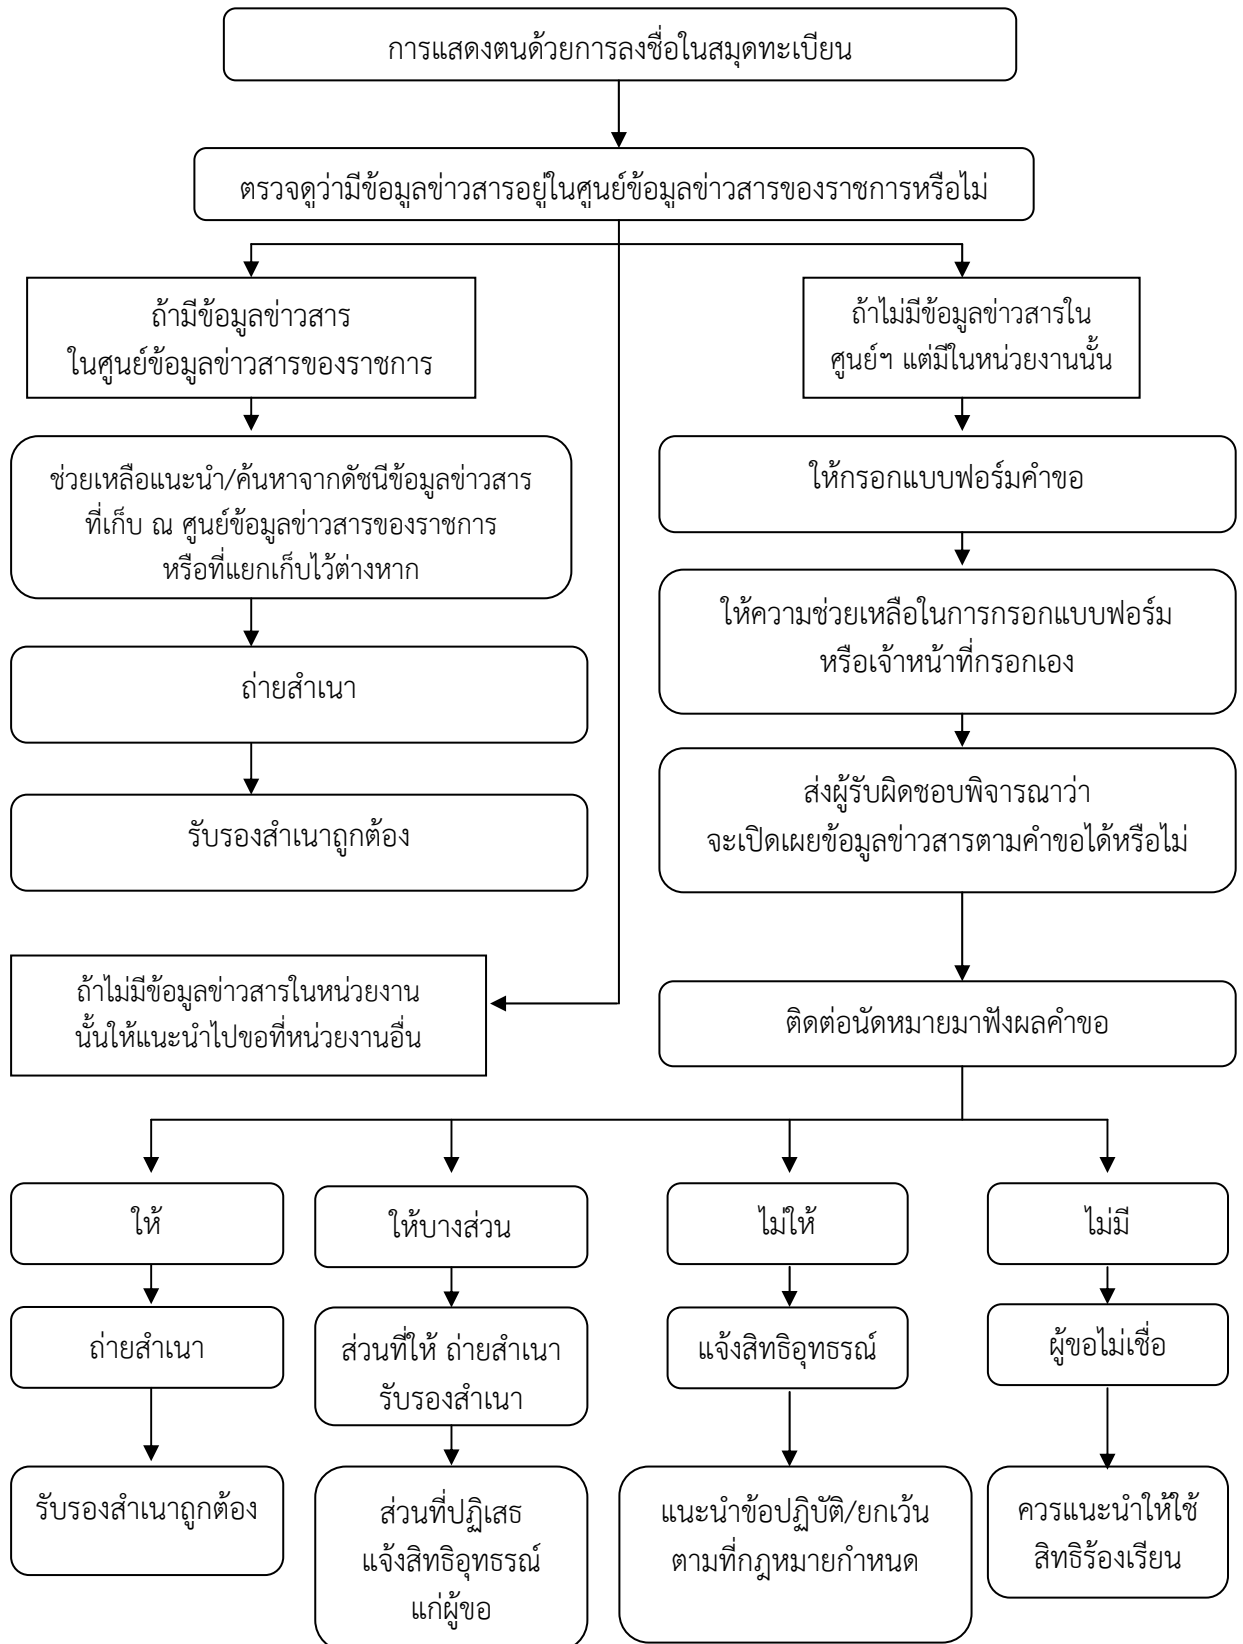 การแสดงตนด้วยการลงชื่อในสมุดทะเบียน
ตรวจดูว่ามีข้อมูลข่าวสารอยู่ในศูนย์ข้อมูลข่าวสารของราชการหรือไม่
ถ้ามีข้อมูลข่าวสาร
ในศูนย์ข้อมูลข่าวสารของราชการ
ถ้าไม่มีข้อมูลข่าวสารใน
ศูนย์ฯ แต่มีในหน่วยงานนั้น
ช่วยเหลือแนะนำ/ค้นหาจากดัชนีข้อมูลข่าวสาร
ที่เก็บ ณ ศูนย์ข้อมูลข่าวสารของราชการ
หรือที่แยกเก็บไว้ต่างหาก
ให้กรอกแบบฟอร์มคำขอ
ให้ความช่วยเหลือในการกรอกแบบฟอร์ม
หรือเจ้าหน้าที่กรอกเอง
ถ่ายสำเนา
ส่งผู้รับผิดชอบพิจารณาว่า
จะเปิดเผยข้อมูลข่าวสารตามคำขอได้หรือไม่
รับรองสำเนาถูกต้อง
ถ้าไม่มีข้อมูลข่าวสารในหน่วยงาน
นั้นให้แนะนำไปขอที่หน่วยงานอื่น
ติดต่อนัดหมายมาฟังผลคำขอ
ให้
ให้บางส่วน
ไม่ให้
ไม่มี
ถ่ายสำเนา
ส่วนที่ให้ ถ่ายสำเนา
รับรองสำเนา
แจ้งสิทธิอุทธรณ์
ผู้ขอไม่เชื่อ
รับรองสำเนาถูกต้อง
ส่วนที่ปฏิเสธ
แจ้งสิทธิอุทธรณ์
แก่ผู้ขอ
แนะนำข้อปฏิบัติ/ยกเว้น
ตามที่กฎหมายกำหนด
ควรแนะนำให้ใช้
สิทธิร้องเรียน